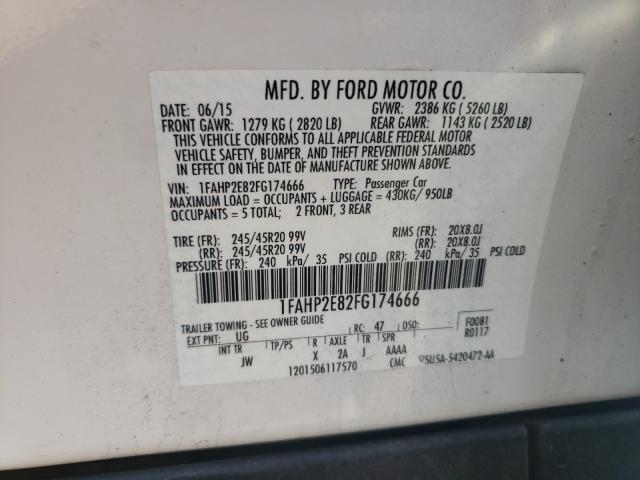 MFD. BY FORD MOTOR CO.
DATE: 06/15 GVWR: 2386 KG ( 5260 LB)
FRONT GAWR: 1279 KG ( 2820 LB) REAR GAWR: 1143 KG ( 2520 LB)
THIS VEHICLE CONFORMS TO ALL APPLICABLE FEDERAL MOTOR
VEHICLE SAFETY, BUMPER, AND THEFT PREVENTION STANDARDS
IN EFFECT ON THE DATE OF MANUFACTURE SHOWN ABOVE.
VIN: 1FAHP2E82FG174666 TYPE: Passenger Car
MAXIMUM LOAD = OCCUPANTS + LUGGAGE = 430KG/ 950LB
OCCUPANTS = 5 TOTAL; 2 FRONT, 3 REAR
TIRE (FR): 245/45R20 99V RIMS (FR): 20X8.0J
(RR): 245/45R20 99V (RR): 20X8.0J
PRESSURE (FR): 240 kPa/ 35 PSI COLD (RR): 240 kPa/ 35 PSI COLD
1FAHP2E82FG174666
TRAILER TOWING - SEE OWNER GUIDE
EXT PNT: UG RC: 47 DSO: F0081
INT TR TP/PS R AXLE TR SPR R0117
JW X 2A J AAAA
1201506117570 CMC 5U5A-5420472-AA